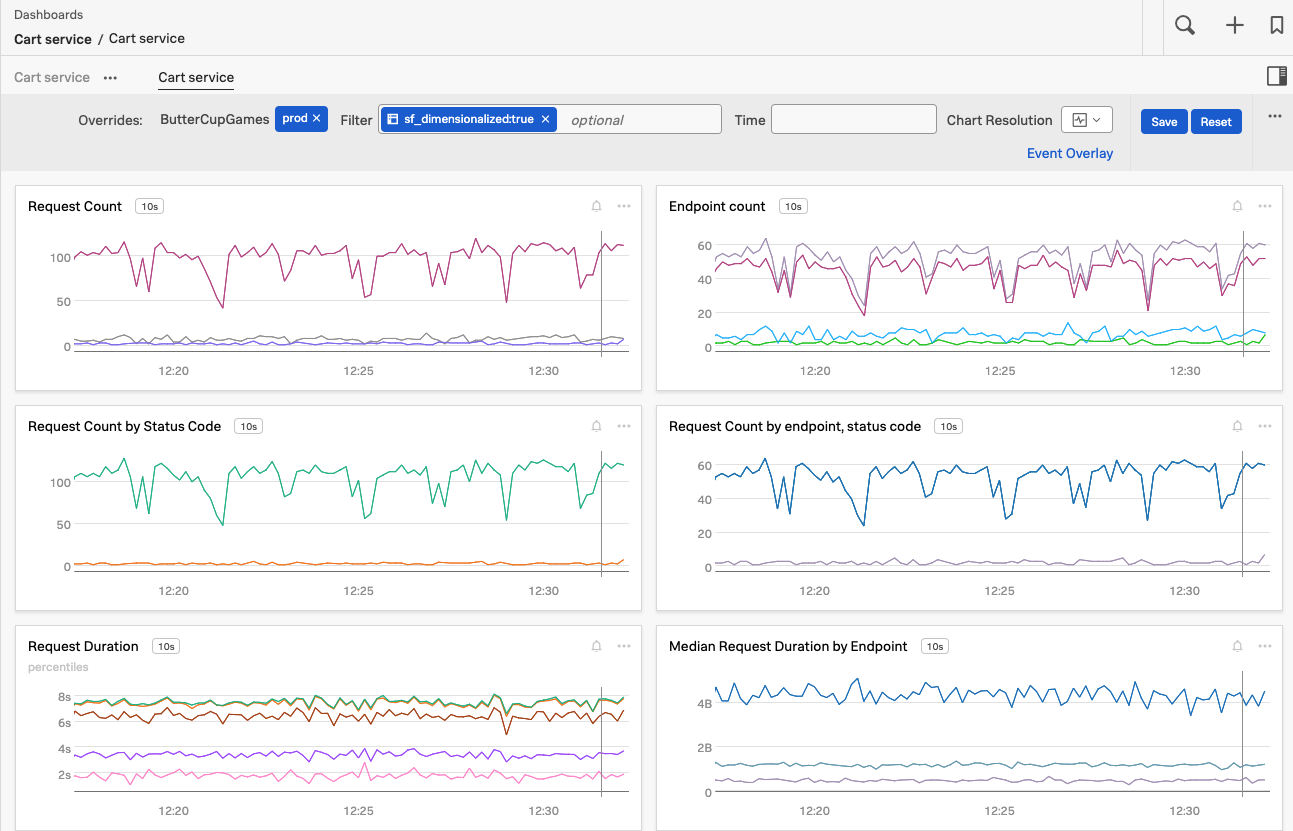 Dashboards
Cart service / Cart service
Cart service ··· Cart service
Overrides: ButterCupGames prod × Filter sf_dimensionalized:true × optional Time Chart Resolution Save Reset ···
Event Overlay
Request Count 10s
100
50
0
12:20 12:25 12:30
Endpoint count 10s
60
40
20
0
12:20 12:25 12:30
Request Count by Status Code 10s
100
50
0
12:20 12:25 12:30
Request Count by endpoint, status code 10s
60
40
20
0
12:20 12:25 12:30
Request Duration 10s
percentiles
8s
6s
4s
2s
12:20 12:25 12:30
Median Request Duration by Endpoint 10s
4B
2B
0
12:20 12:25 12:30